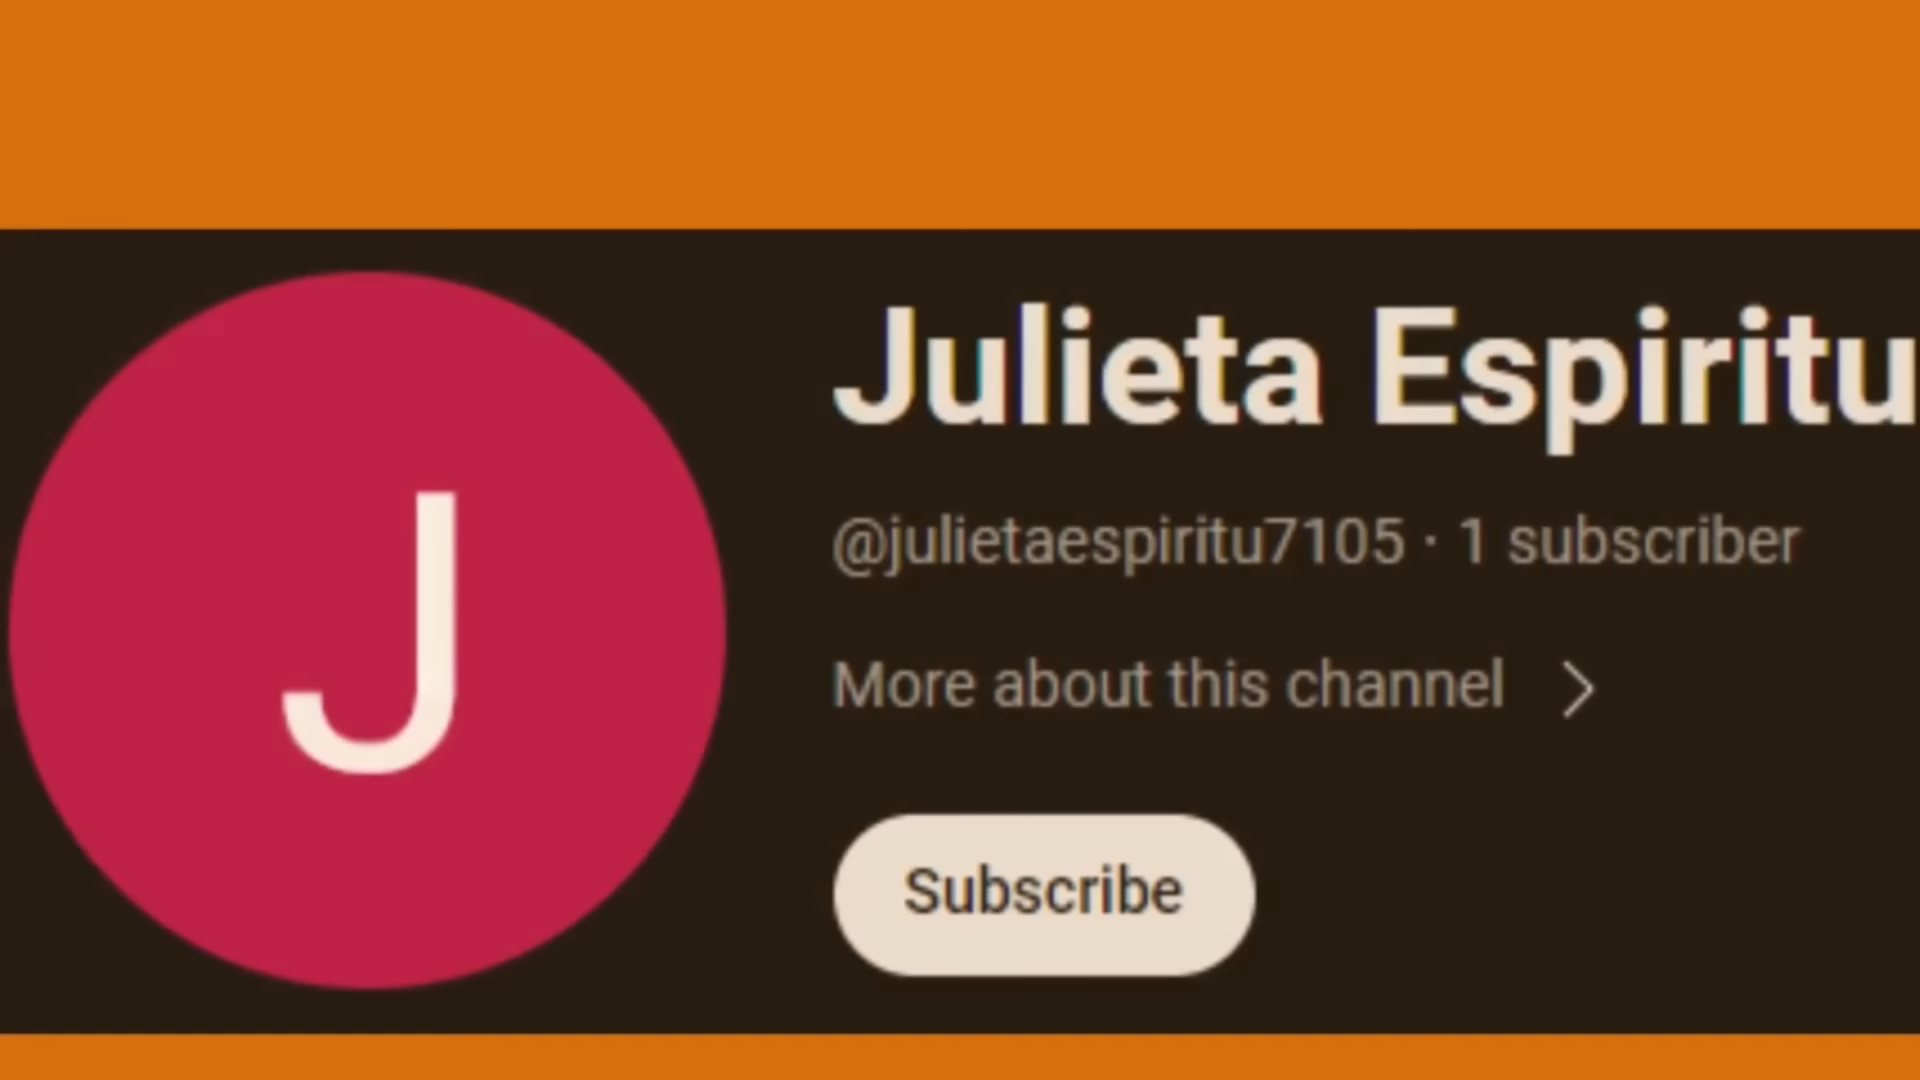 J
Julieta Espiritu
@julietaespiritu7105 · 1 subscriber
More about this channel
Subscribe